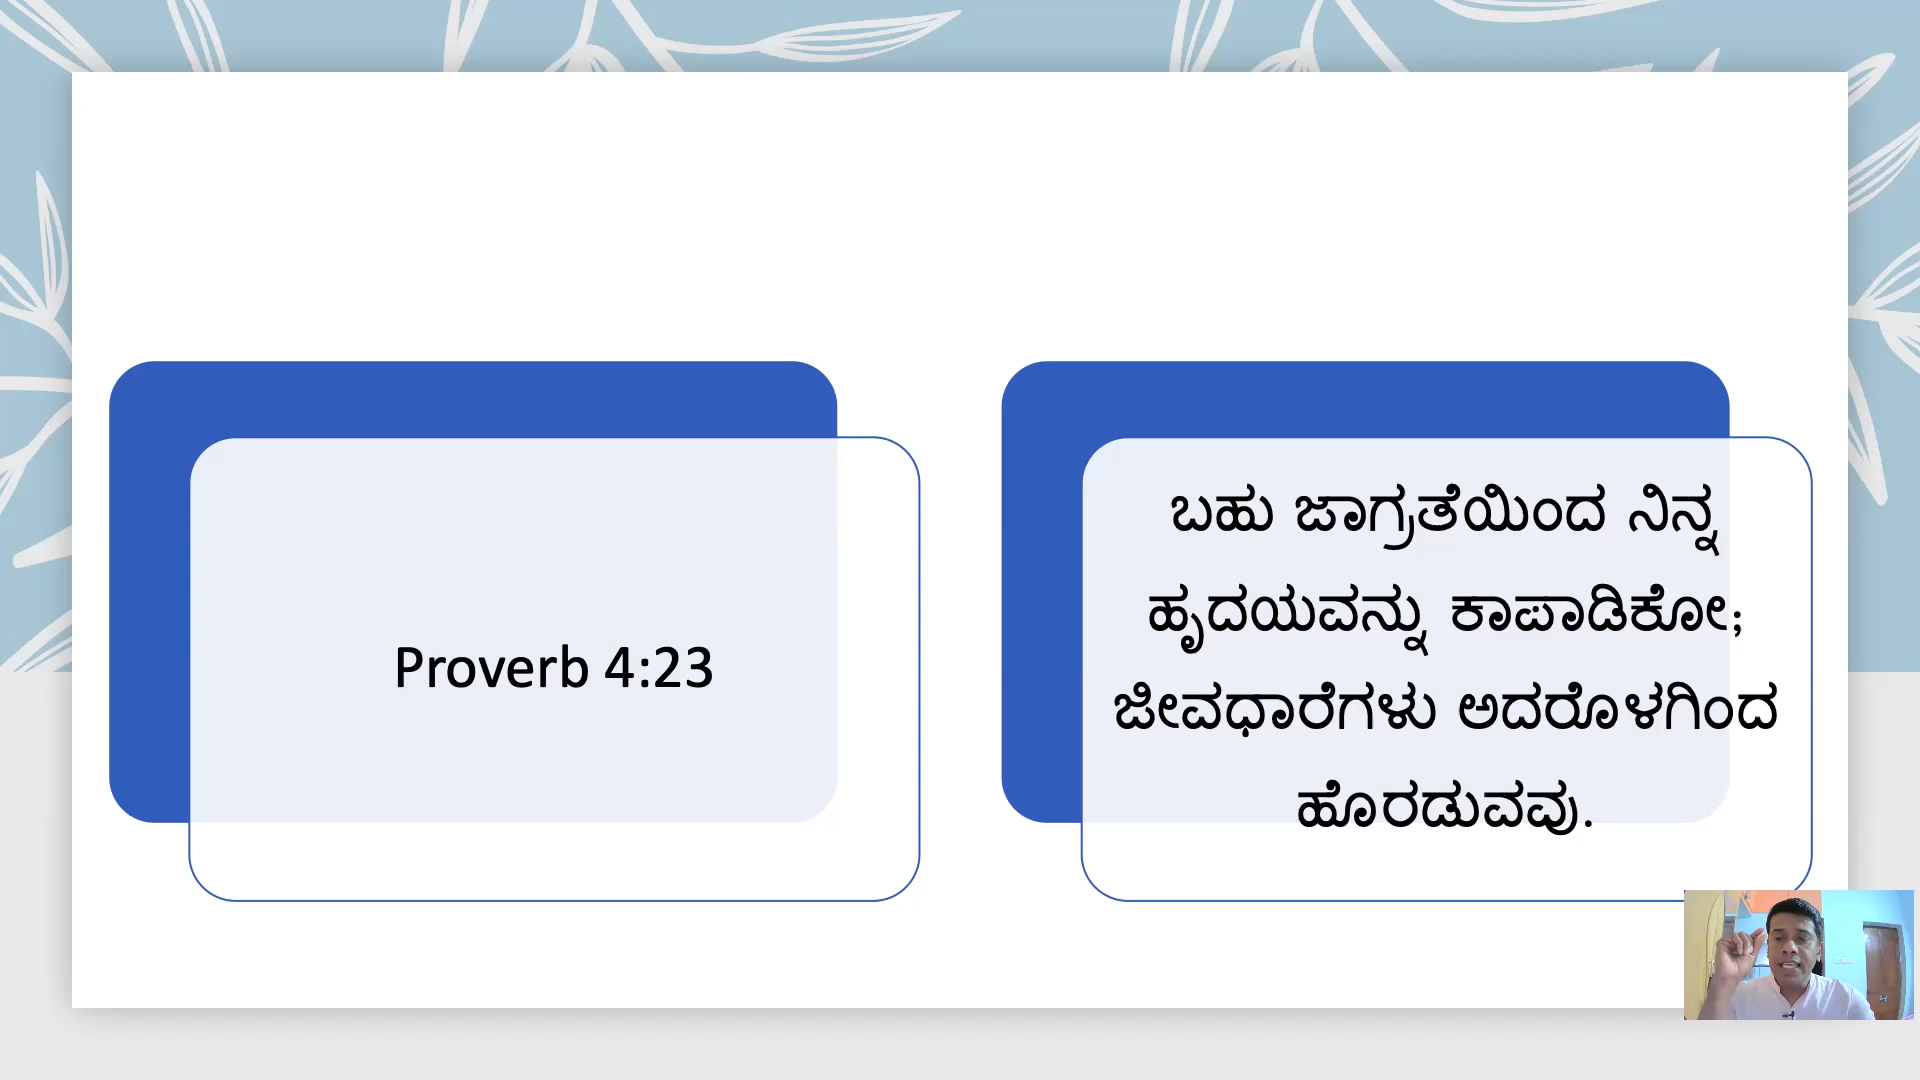 Proverb 4:23
ಬಹು ಜಾಗ್ರತೆಯಿಂದ ನಿನ್ನ
ಹೃದಯವನ್ನು ಕಾಪಾಡಿಕೋ;
ಜೀವಧಾರೆಗಳು ಅದರೊಳಗಿಂದ
ಹೊರಡುವವು.